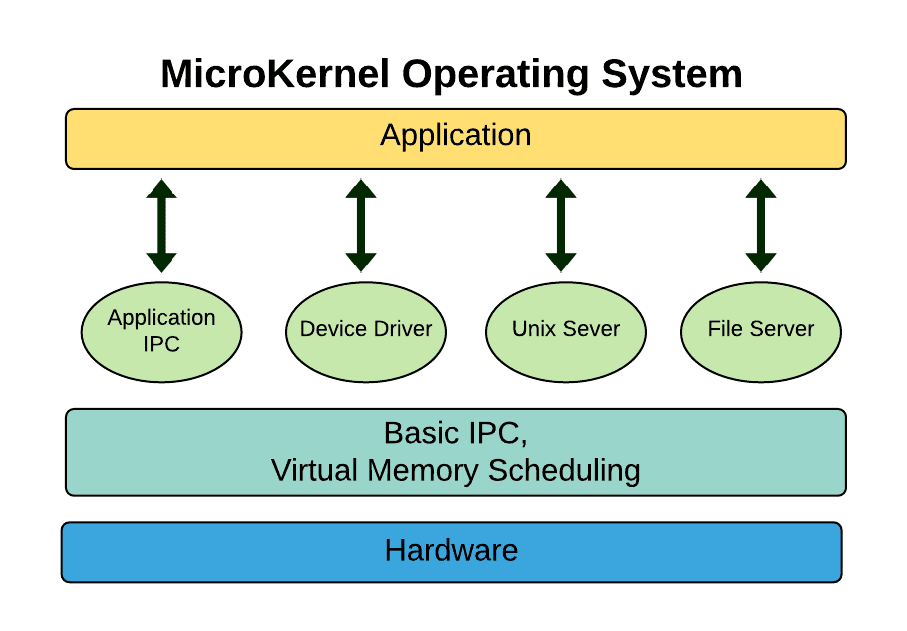 MicroKernel Operating System
Application
Application
IPC
Device Driver
Unix Sever
File Server
Basic IPC,
Virtual Memory Scheduling
Hardware